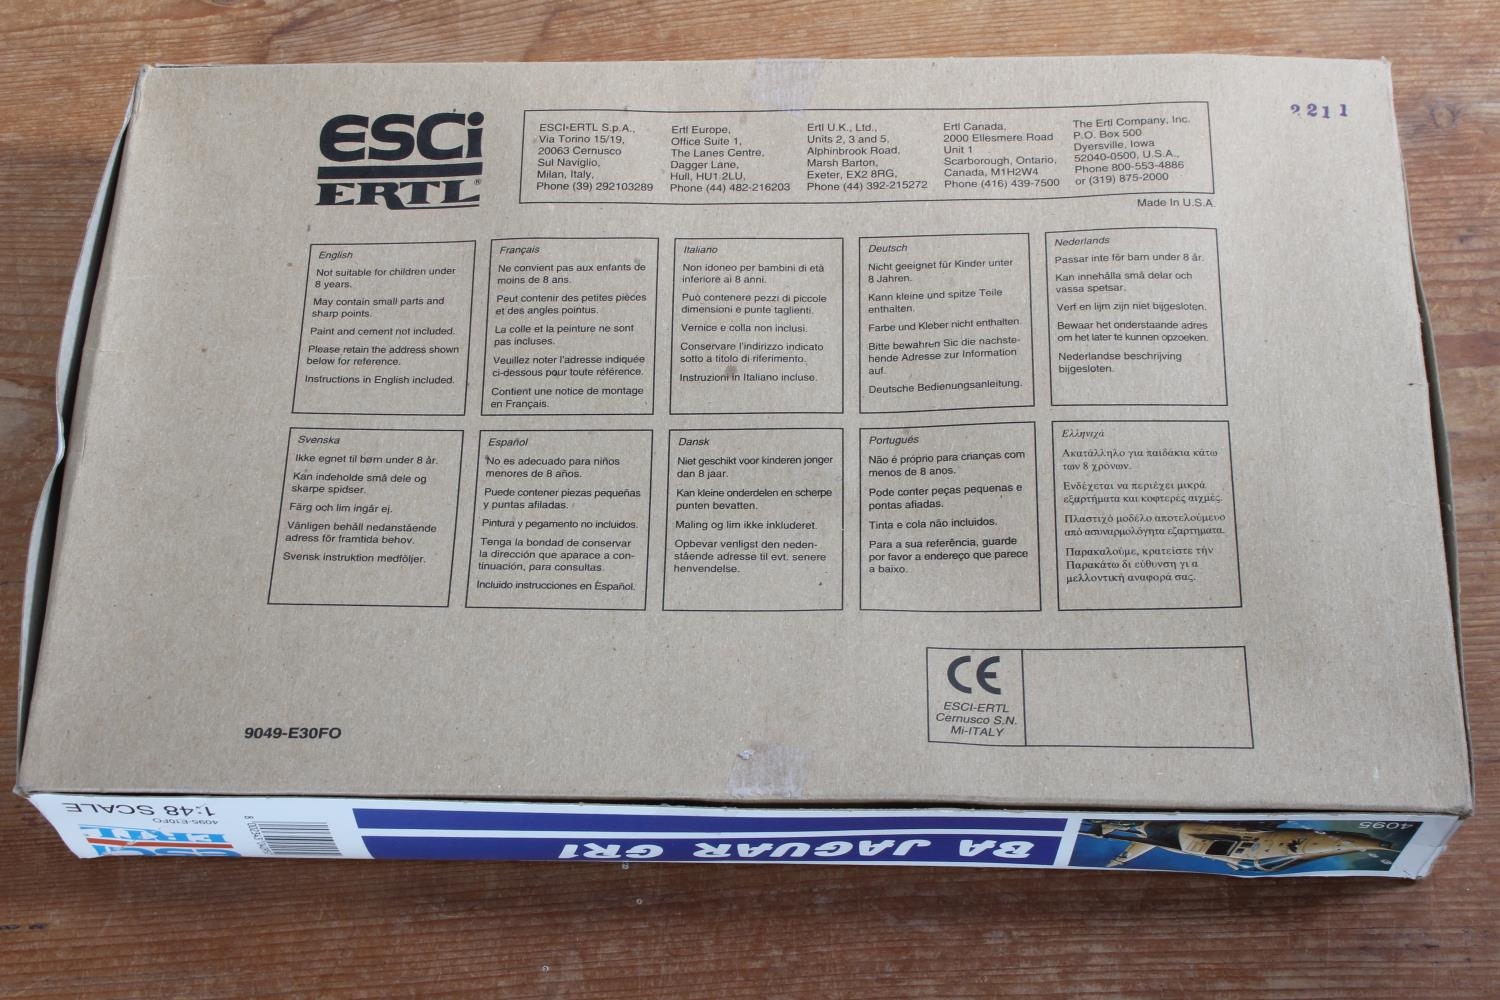 ESCi
ERTL®
ESCI-ERTL S.p.A.,
Via Torino 15/19,
20063 Cernusco
Sul Naviglio,
Milan, Italy,
Phone (39) 292103289
Ertl Europe,
Office Suite 1,
The Lanes Centre,
Dagger Lane,
Hull, HU1 2LU,
Phone (44) 482-216203
Ertl U.K., Ltd.,
Units 2, 3 and 5,
Alphinbrook Road,
Marsh Barton,
Exeter, EX2 8RG,
Phone (44) 392-215272
Ertl Canada,
2000 Ellesmere Road
Unit 1
Scarborough, Ontario,
Canada, M1H2W4
Phone (416) 439-7500
The Ertl Company, Inc.
P.O. Box 500
Dyersville, Iowa
52040-0500, U.S.A.,
Phone 800-553-4886
or (319) 875-2000
2211
Made In U.S.A.
English
Not suitable for children under
8 years.
May contain small parts and
sharp points.
Paint and cement not included.
Please retain the address shown
below for reference.
Instructions in English included.
Français
Ne convient pas aux enfants de
moins de 8 ans.
Peut contenir des petites pièces
et des angles pointus.
La colle et la peinture ne sont
pas incluses.
Veuillez noter l'adresse indiquée
ci-dessous pour toute référence.
Contient une notice de montage
en Français.
Italiano
Non idoneo per bambini di età
inferiore ai 8 anni.
Può contenere pezzi di piccole
dimensioni e punte taglienti.
Vernice e colla non inclusi.
Conservare l'indirizzo indicato
sotto a titolo di riferimento.
Instruzioni in Italiano incluse.
Deutsch
Nicht geeignet für Kinder unter
8 Jahren.
Kann kleine und spitze Teile
enthalten.
Farbe und Kleber nicht enthalten.
Bitte bewahren Sie die nachste-
hende Adresse zur Information
auf.
Deutsche Bedienungsanleitung.
Nederlands
Passar inte för barn under 8 år.
Kan innehålla små delar och
vassa spetsar.
Verf en lijm zijn niet bijgesloten.
Bewaar het onderstaande adres
om het later te kunnen opzoeken.
Nederlandse beschrijving
bijgesloten.
Svenska
Ikke egnet til børn under 8 år.
Kan indeholde små dele og
skarpe spidser.
Färg och lim ingår ej.
Vänligen behåll nedanstående
adress för framtida behov.
Svensk instruktion medföljer.
Español
No es adecuado para niños
menores de 8 años.
Puede contener piezas pequeñas
y puntas afiladas.
Pintura y pegamento no incluidos.
Tenga la bondad de conservar
la dirección que aparace a con-
tinuación, para consultas.
Incluido instrucciones en Español.
Dansk
Niet geschikt voor kinderen jonger
dan 8 jaar.
Kan kleine onderdelen en scherpe
punten bevatten.
Maling og lim ikke inkluderet.
Opbevar venligst den neden-
stående adresse til evt. senere
henvendelse.
Português
Não é próprio para crianças com
menos de 8 anos.
Pode conter peças pequenas e
pontas afiadas.
Tinta e cola não incluidos.
Para a sua referência, guarde
por favor a endereço que parece
a baixo.
Ελληνιχά
Ακατάλληλο για παιδάκια κάτω
των 8 χρόνων.
Ενδέχεται να περιέχει μικρά
εξαρτήματα και κοφτερές αιχμές.
Πλαστιχό μοδέλο αποτελούμενο
από ασυναρμολόγητα εζαρτηματα.
Παρακαλούμε, κρατείστε τήν
Παρακάτω δι εύθυνση γι α
μελλοντική αναφορά σας.
CE
ESCI-ERTL
Cernusco S.N.
Mi-ITALY
9049-E30FO
4095
BA JAGUAR GR1
4095-E10FO
1:48 SCALE
ESCi
ERTL